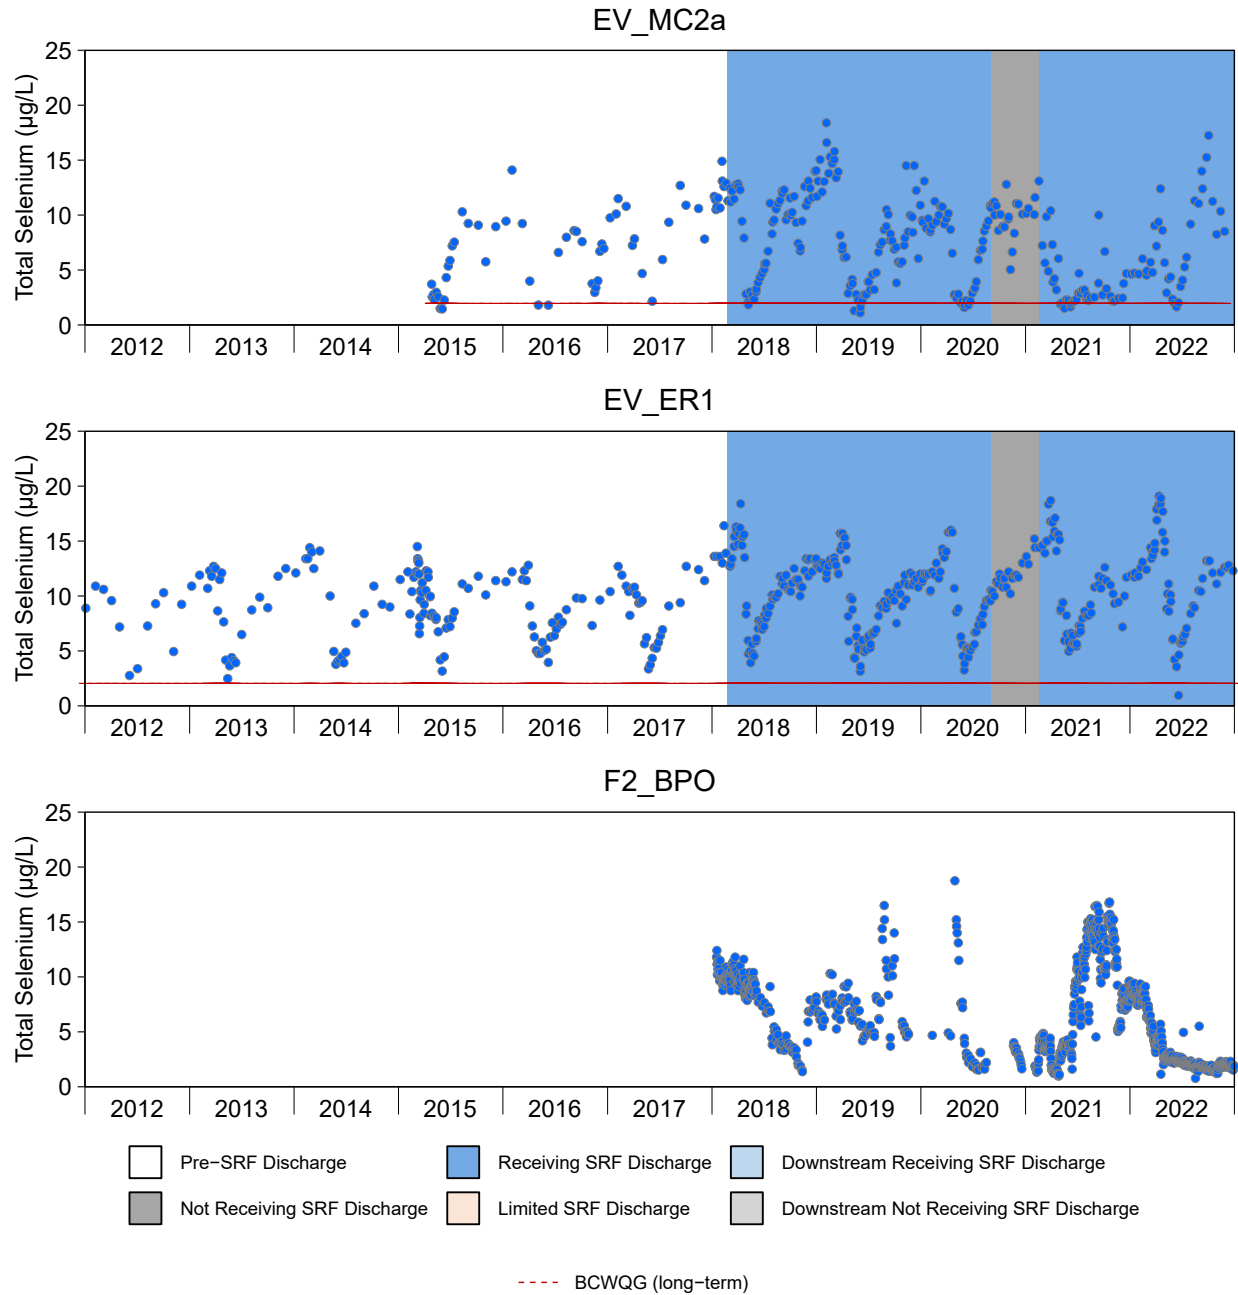 EV_MC2a
Total Selenium (µg/L)
25
20
15
10
5
0
2012 2013 2014 2015 2016 2017 2018 2019 2020 2021 2022
EV_ER1
Total Selenium (µg/L)
25
20
15
10
5
0
2012 2013 2014 2015 2016 2017 2018 2019 2020 2021 2022
F2_BPO
Total Selenium (µg/L)
25
20
15
10
5
0
2012 2013 2014 2015 2016 2017 2018 2019 2020 2021 2022
Pre−SRF Discharge Receiving SRF Discharge Downstream Receiving SRF Discharge
Not Receiving SRF Discharge Limited SRF Discharge Downstream Not Receiving SRF Discharge
BCWQG (long−term)